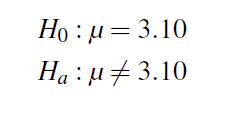 H₀ : μ = 3.10
Hₐ : μ ≠ 3.10